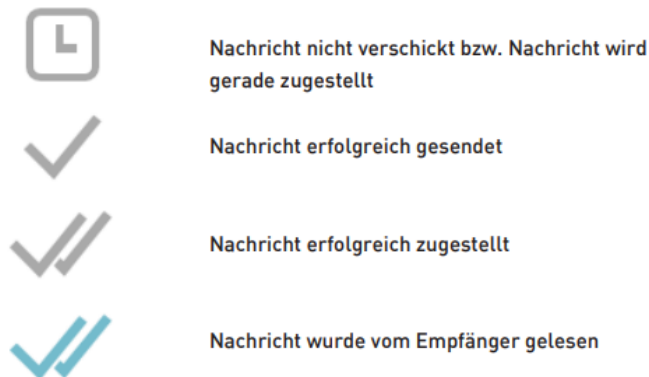 Nachricht nicht verschickt bzw. Nachricht wird
gerade zugestellt
Nachricht erfolgreich gesendet
Nachricht erfolgreich zugestellt
Nachricht wurde vom Empfänger gelesen